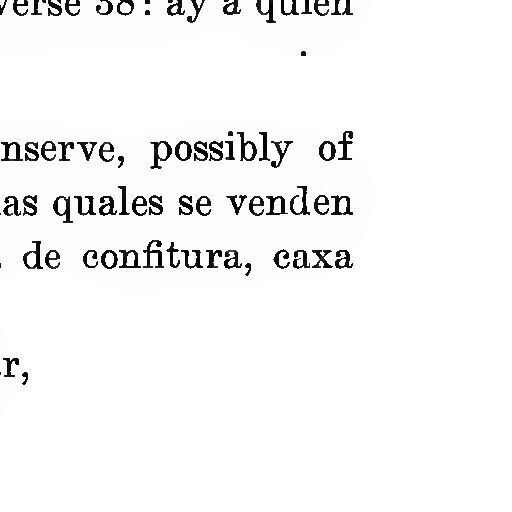 verse 38: ay a quien
nserve, possibly of
as quales se venden
de confitura, caxa
r,